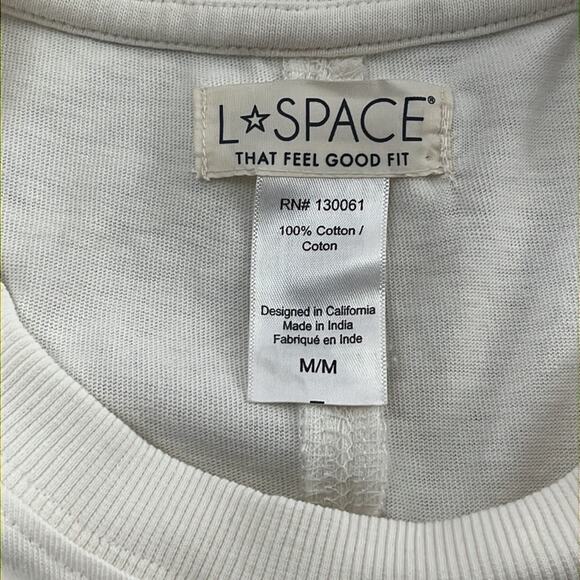 L☆SPACE®
THAT FEEL GOOD FIT
RN# 130061
100% Cotton /
Coton
Designed in California
Made in India
Fabriqué en Inde
M/M